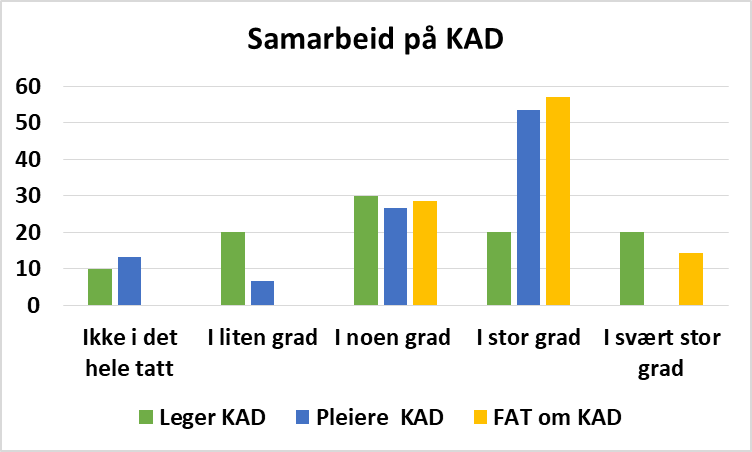 Samarbeid på KAD
60
50
40
30
20
10
0
Ikke i det
hele tatt
I liten grad
I noen grad
I stor grad
I svært stor
grad
Leger KAD
Pleiere  KAD
FAT om KAD